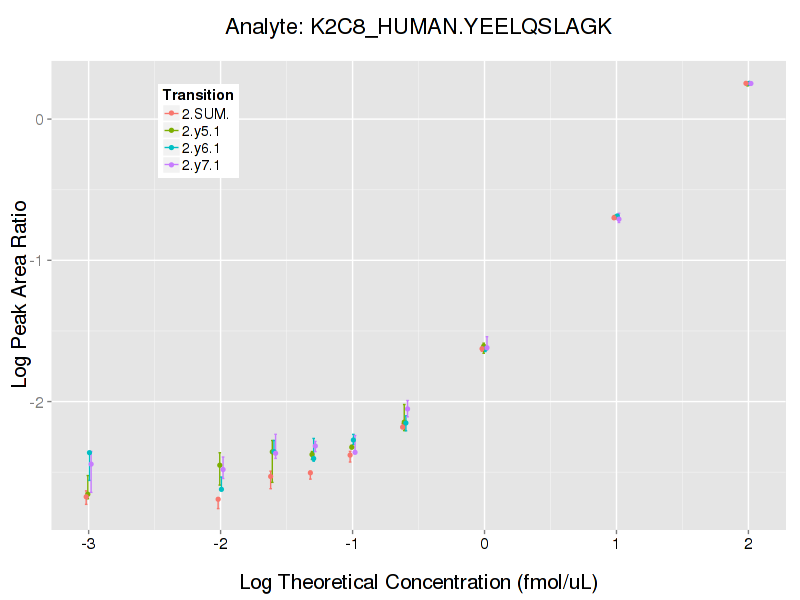 Analyte: K2C8_HUMAN.YEELQSLAGK
Transition
2.SUM.
2.y5.1
2.y6.1
2.y7.1
Log Peak Area Ratio
0
-1
-2
-3 -2 -1 0 1 2
Log Theoretical Concentration (fmol/uL)